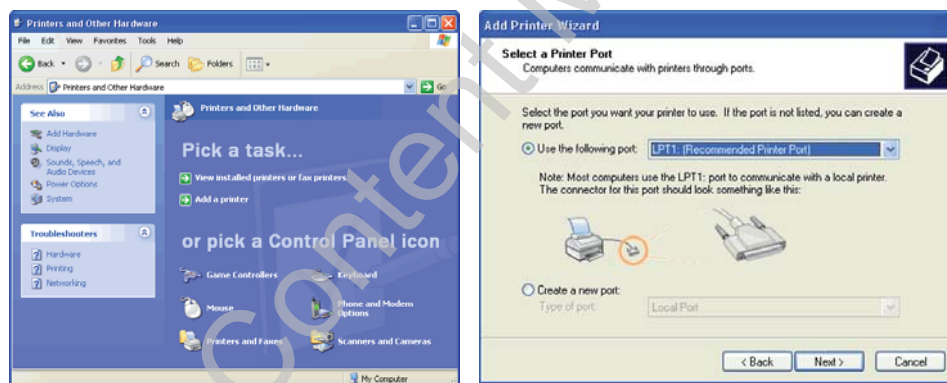 Printers and Other Hardware
File Edit View Favorites Tools Help
Back Search Folders
Address Printers and Other Hardware Go
See Also
Add Hardware
Display
Sounds, Speech, and
Audio Devices
Power Options
System
Troubleshooters
Hardware
Printing
Networking
Printers and Other Hardware
Pick a task...
View installed printers or fax printers
Add a printer
or pick a Control Panel icon
Game Controllers
Keyboard
Mouse
Phone and Modem
Options
Printers and Faxes
Scanners and Cameras
My Computer
Add Printer Wizard
Select a Printer Port
Computers communicate with printers through ports.
Select the port you want your printer to use. If the port is not listed, you can create a
new port.
Use the following port: LPT1: (Recommended Printer Port)
Note: Most computers use the LPT1: port to communicate with a local printer.
The connector for this port should look something like this:
Create a new port:
Type of port: Local Port
< Back Next > Cancel
Content